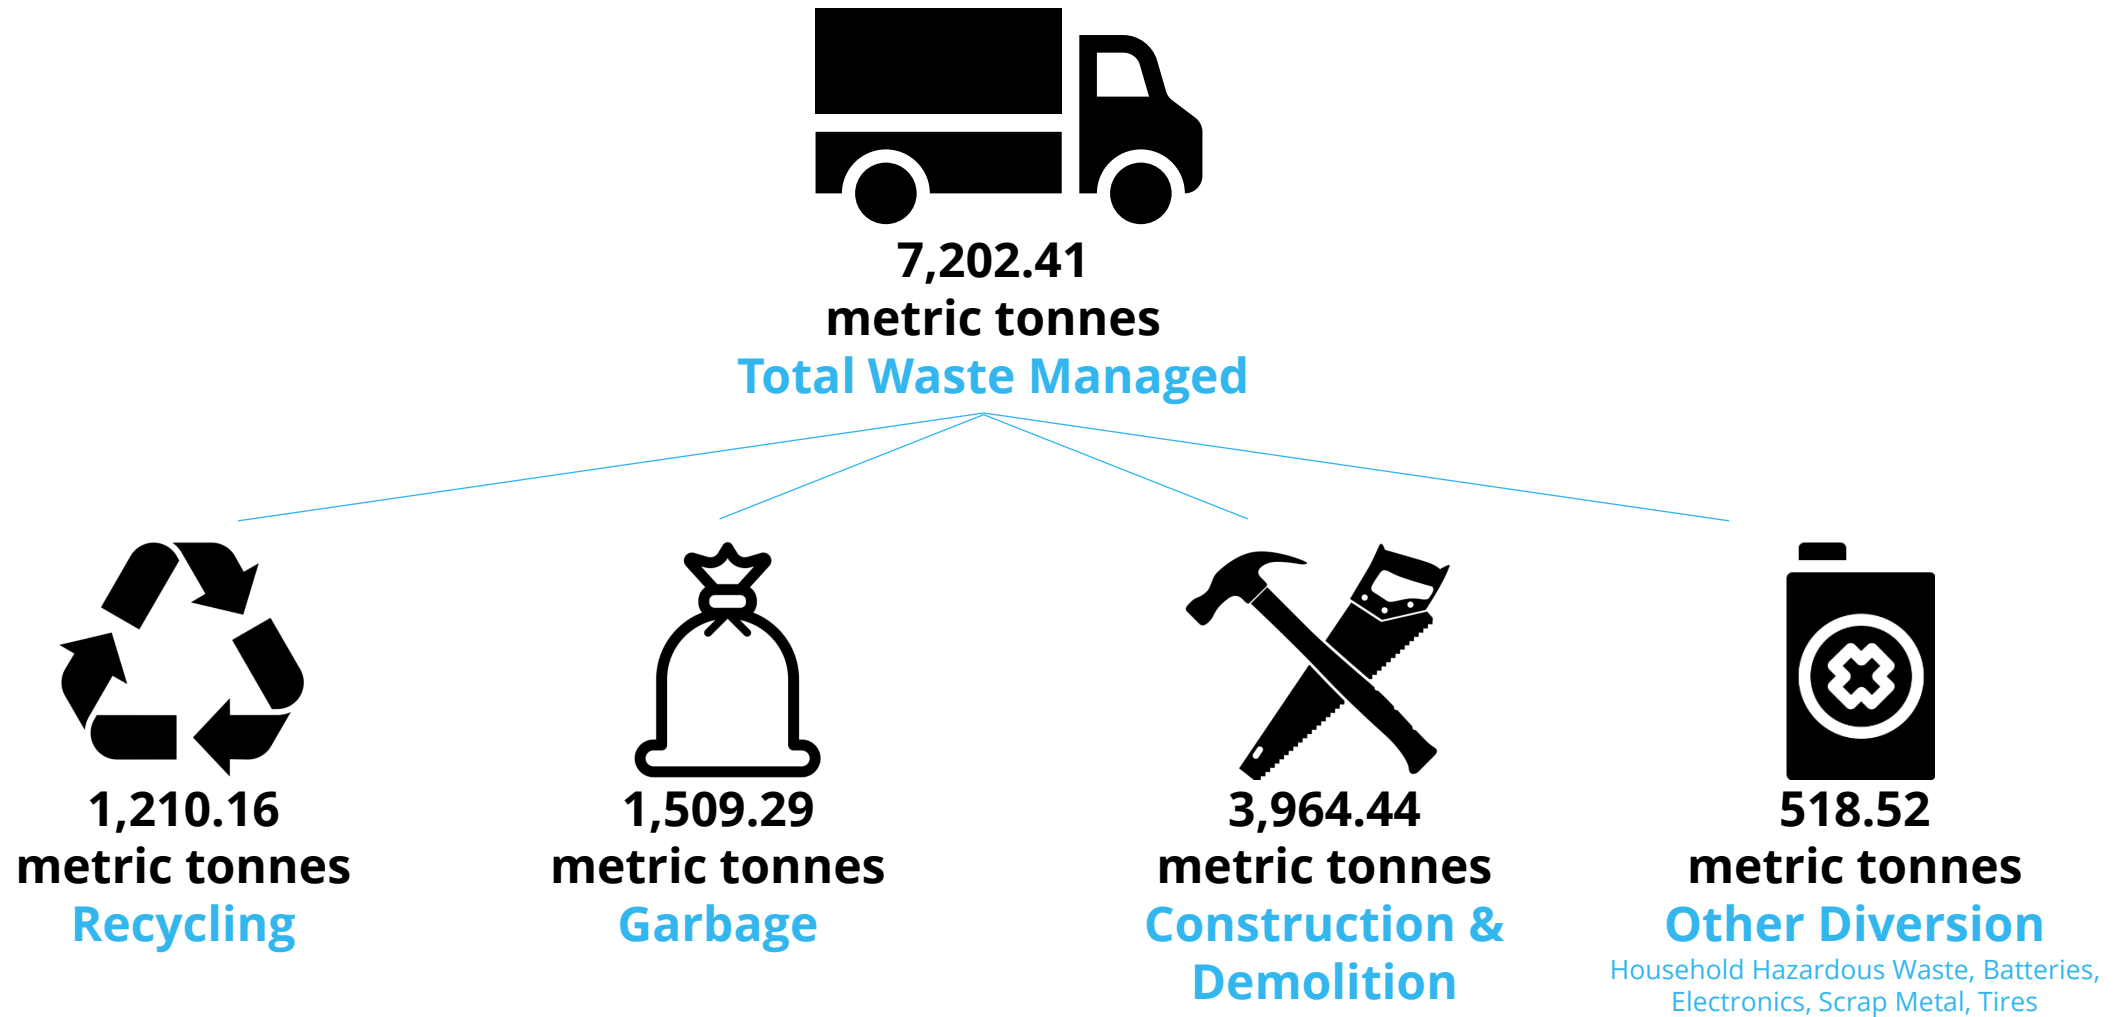 7,202.41
metric tonnes
Total Waste Managed
1,210.16
metric tonnes
Recycling
1,509.29
metric tonnes
Garbage
3,964.44
metric tonnes
Construction &
Demolition
518.52
metric tonnes
Other Diversion
Household Hazardous Waste, Batteries,
Electronics, Scrap Metal, Tires